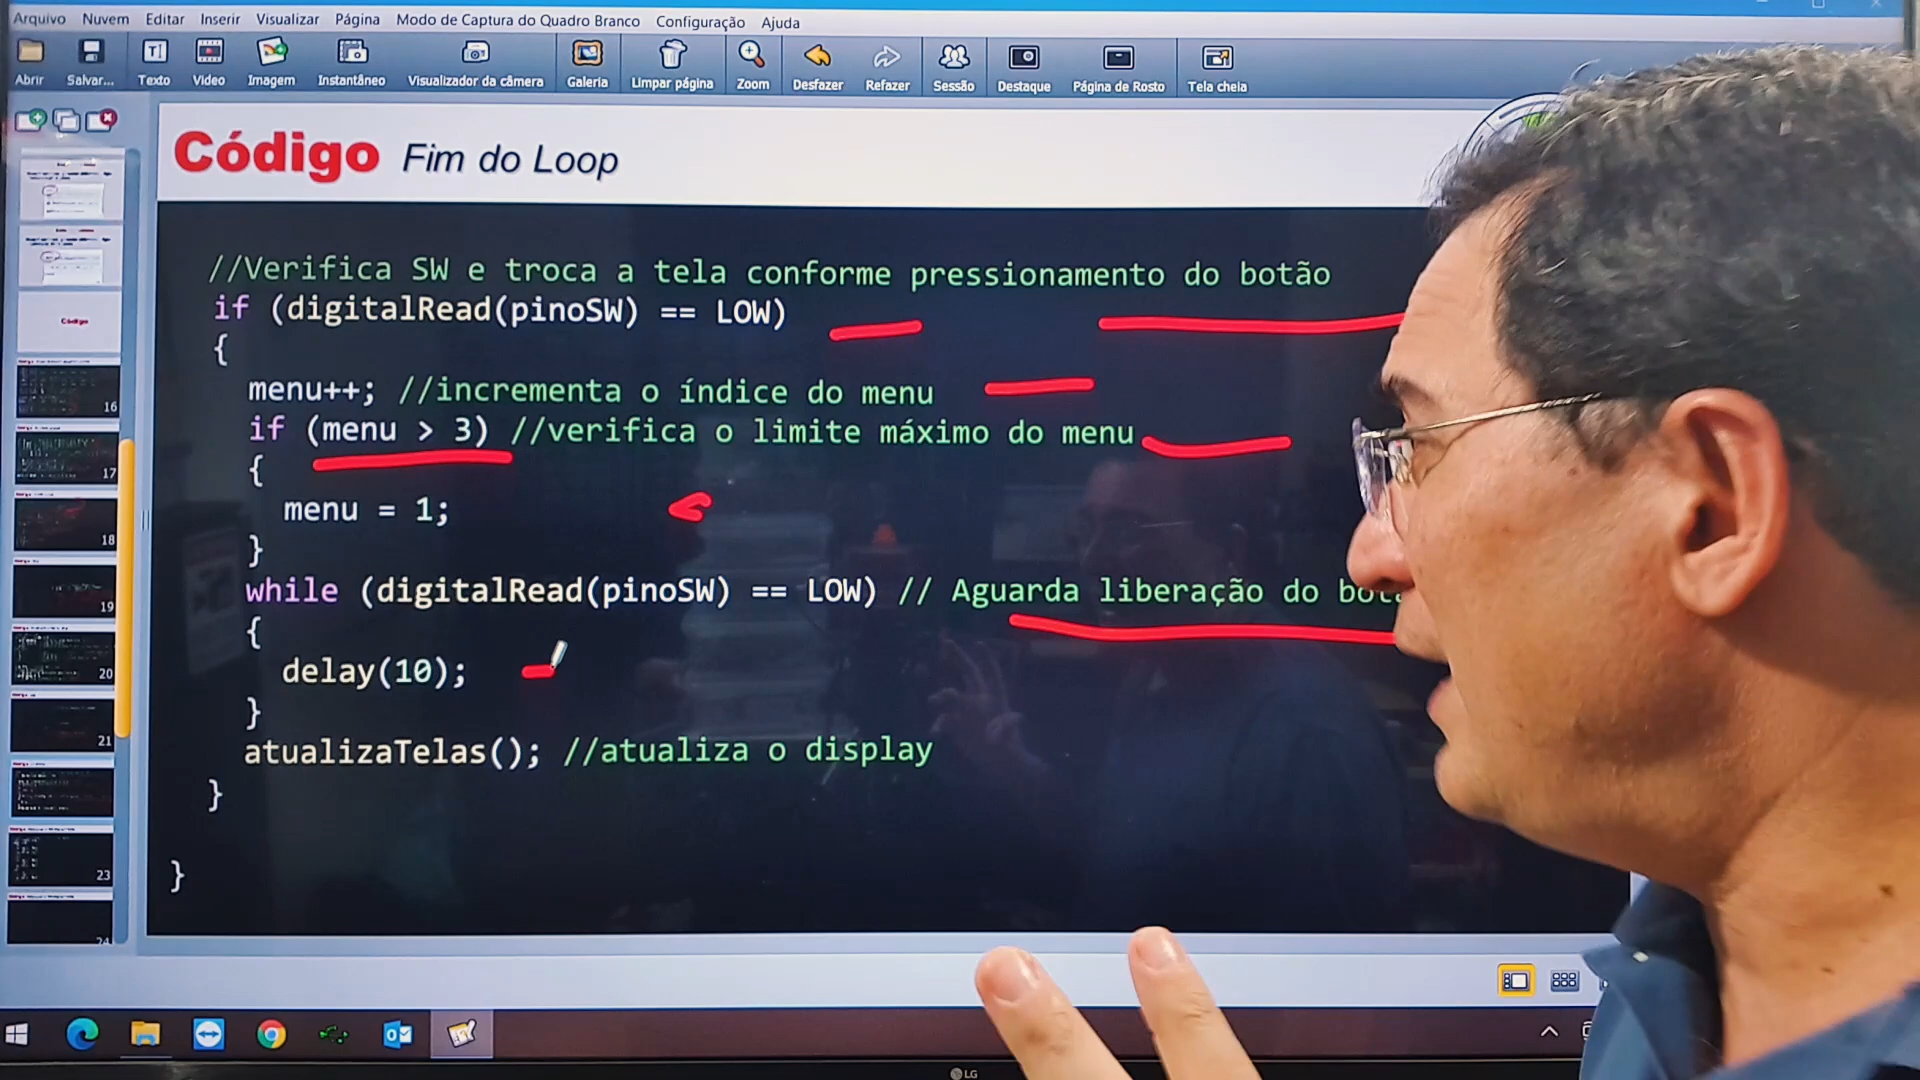 Arquivo Nuvem Editar Inserir Visualizar Página Modo de Captura do Quadro Branco Configuração Ajuda
Abrir Salvar... Texto Video Imagem Instantâneo Visualizador da câmera Galeria Limpar página Zoom Desfazer Refazer Sessão Destaque Página de Rosto Tela cheia
Código Fim do Loop
//Verifica SW e troca a tela conforme pressionamento do botão
if (digitalRead(pinoSW) == LOW)
{
menu++; //incrementa o índice do menu
if (menu > 3) //verifica o limite máximo do menu
{
menu = 1;
}
while (digitalRead(pinoSW) == LOW) // Aguarda liberação do bot
{
delay(10);
}
atualizaTelas(); //atualiza o display
}
}
Código
16
17
18
19
20
21
23
24
LG